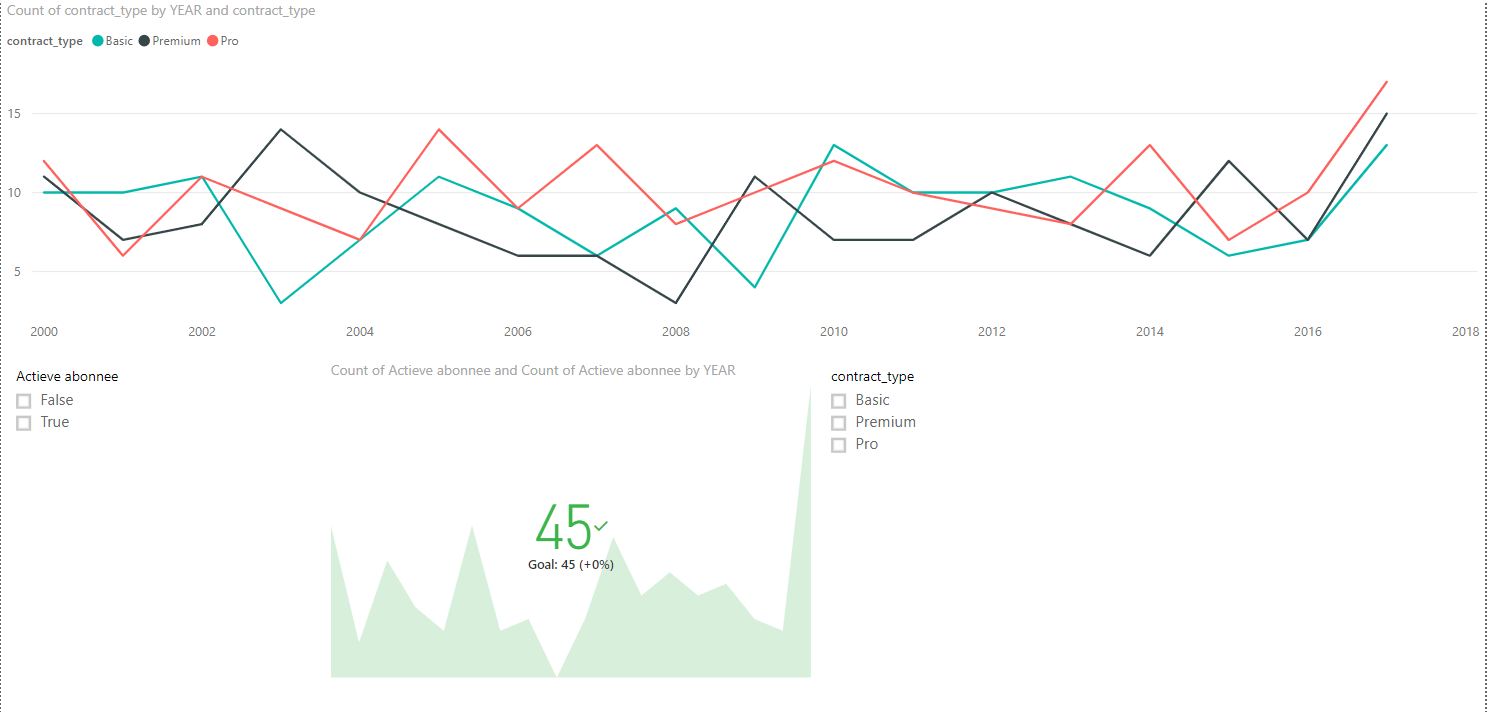 Count of contract_type by YEAR and contract_type
contract_type Basic Premium Pro
15
10
5
2000 2002 2004 2006 2008 2010 2012 2014 2016 2018
Actieve abonnee
False
True
Count of Actieve abonnee and Count of Actieve abonnee by YEAR
45
Goal: 45 (+0%)
contract_type
Basic
Premium
Pro